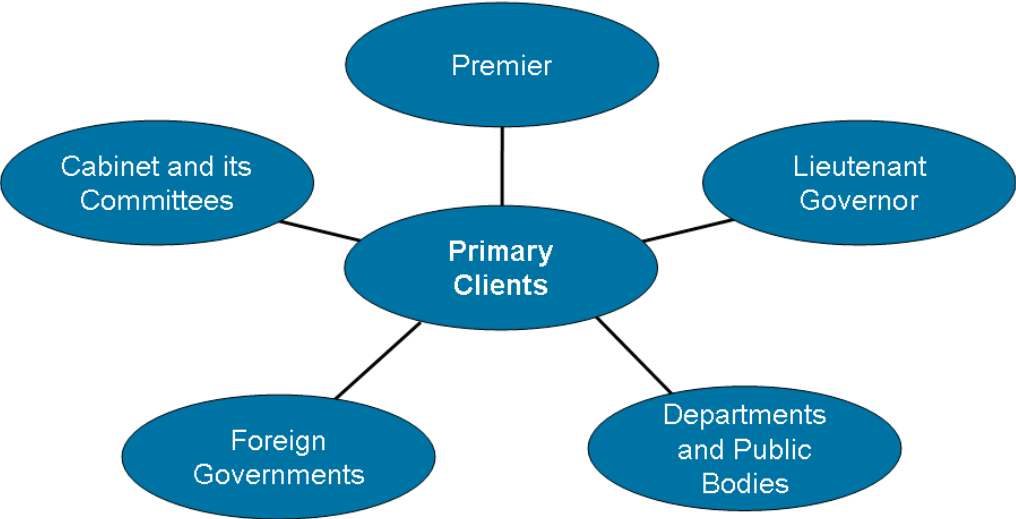 Premier
Cabinet and its
Committees
Lieutenant
Governor
Primary
Clients
Foreign
Governments
Departments
and Public
Bodies